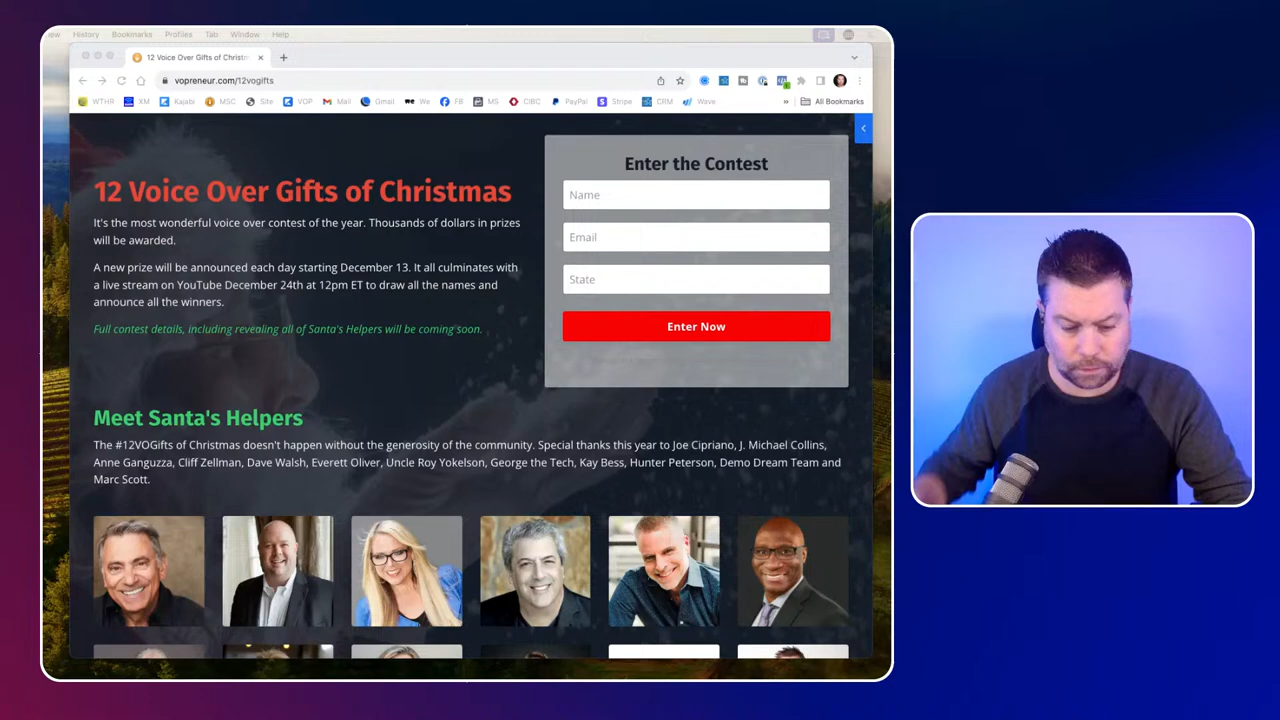 History Bookmarks Profiles Tab Window Help
12 Voice Over Gifts of Christm
vopreneur.com/12vogifts
WTHR XM Kajabi MSC Site VOP Mail Gmail We FB MS CIBC PayPal Stripe CRM Wave » All Bookmarks
12 Voice Over Gifts of Christmas
It's the most wonderful voice over contest of the year. Thousands of dollars in prizes
will be awarded.
A new prize will be announced each day starting December 13. It all culminates with
a live stream on YouTube December 24th at 12pm ET to draw all the names and
announce all the winners.
Full contest details, including revealing all of Santa's Helpers will be coming soon.
Enter the Contest
Name
Email
State
Enter Now
Meet Santa's Helpers
The #12VOGifts of Christmas doesn't happen without the generosity of the community. Special thanks this year to Joe Cipriano, J. Michael Collins,
Anne Ganguzza, Cliff Zellman, Dave Walsh, Everett Oliver, Uncle Roy Yokelson, George the Tech, Kay Bess, Hunter Peterson, Demo Dream Team and
Marc Scott.